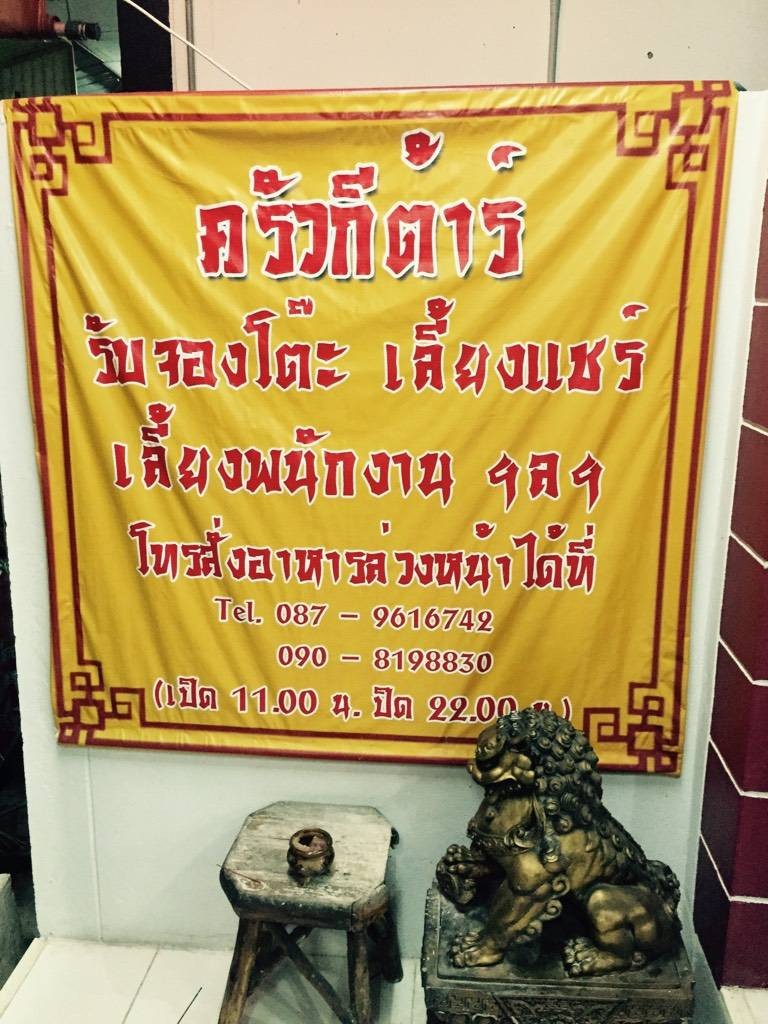 ครัวกีต้าร์
รับจองโต๊ะ เลี้ยงแชร์
เลี้ยงพนักงาน ฯลฯ
โทรสั่งอาหารล่วงหน้าได้ที่
Tel. 087 - 9616742
090 - 8198830
(เปิด 11.00 น. ปิด 22.00 น.)